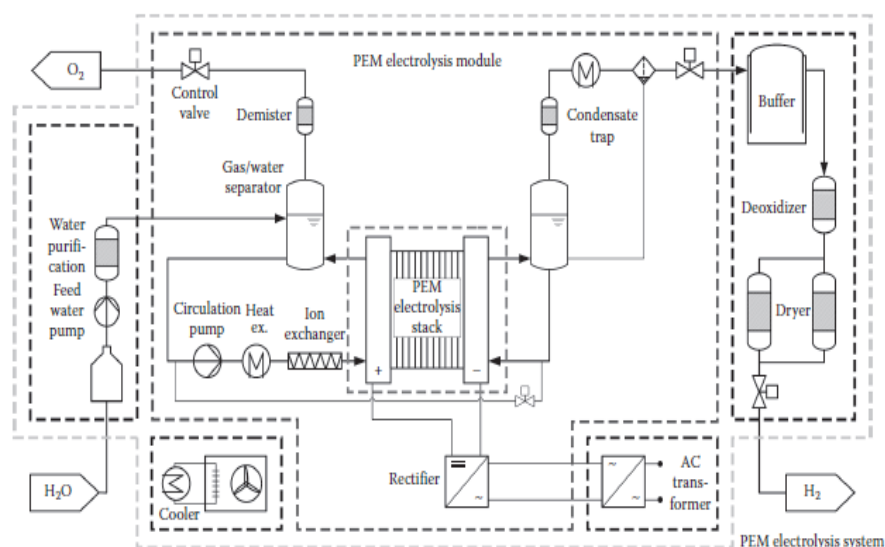 PEM electrolysis module
O2
Control
valve
Demister
Condensate
trap
Buffer
Gas/water
separator
Water
purifi-
cation
Deoxidizer
Feed
water
pump
Circulation
pump
Heat
ex.
Ion
exchanger
PEM
electrolysis
stack
Dryer
+
−
H2O
Cooler
Rectifier
=
~
~
~
AC
trans-
former
H2
PEM electrolysis system